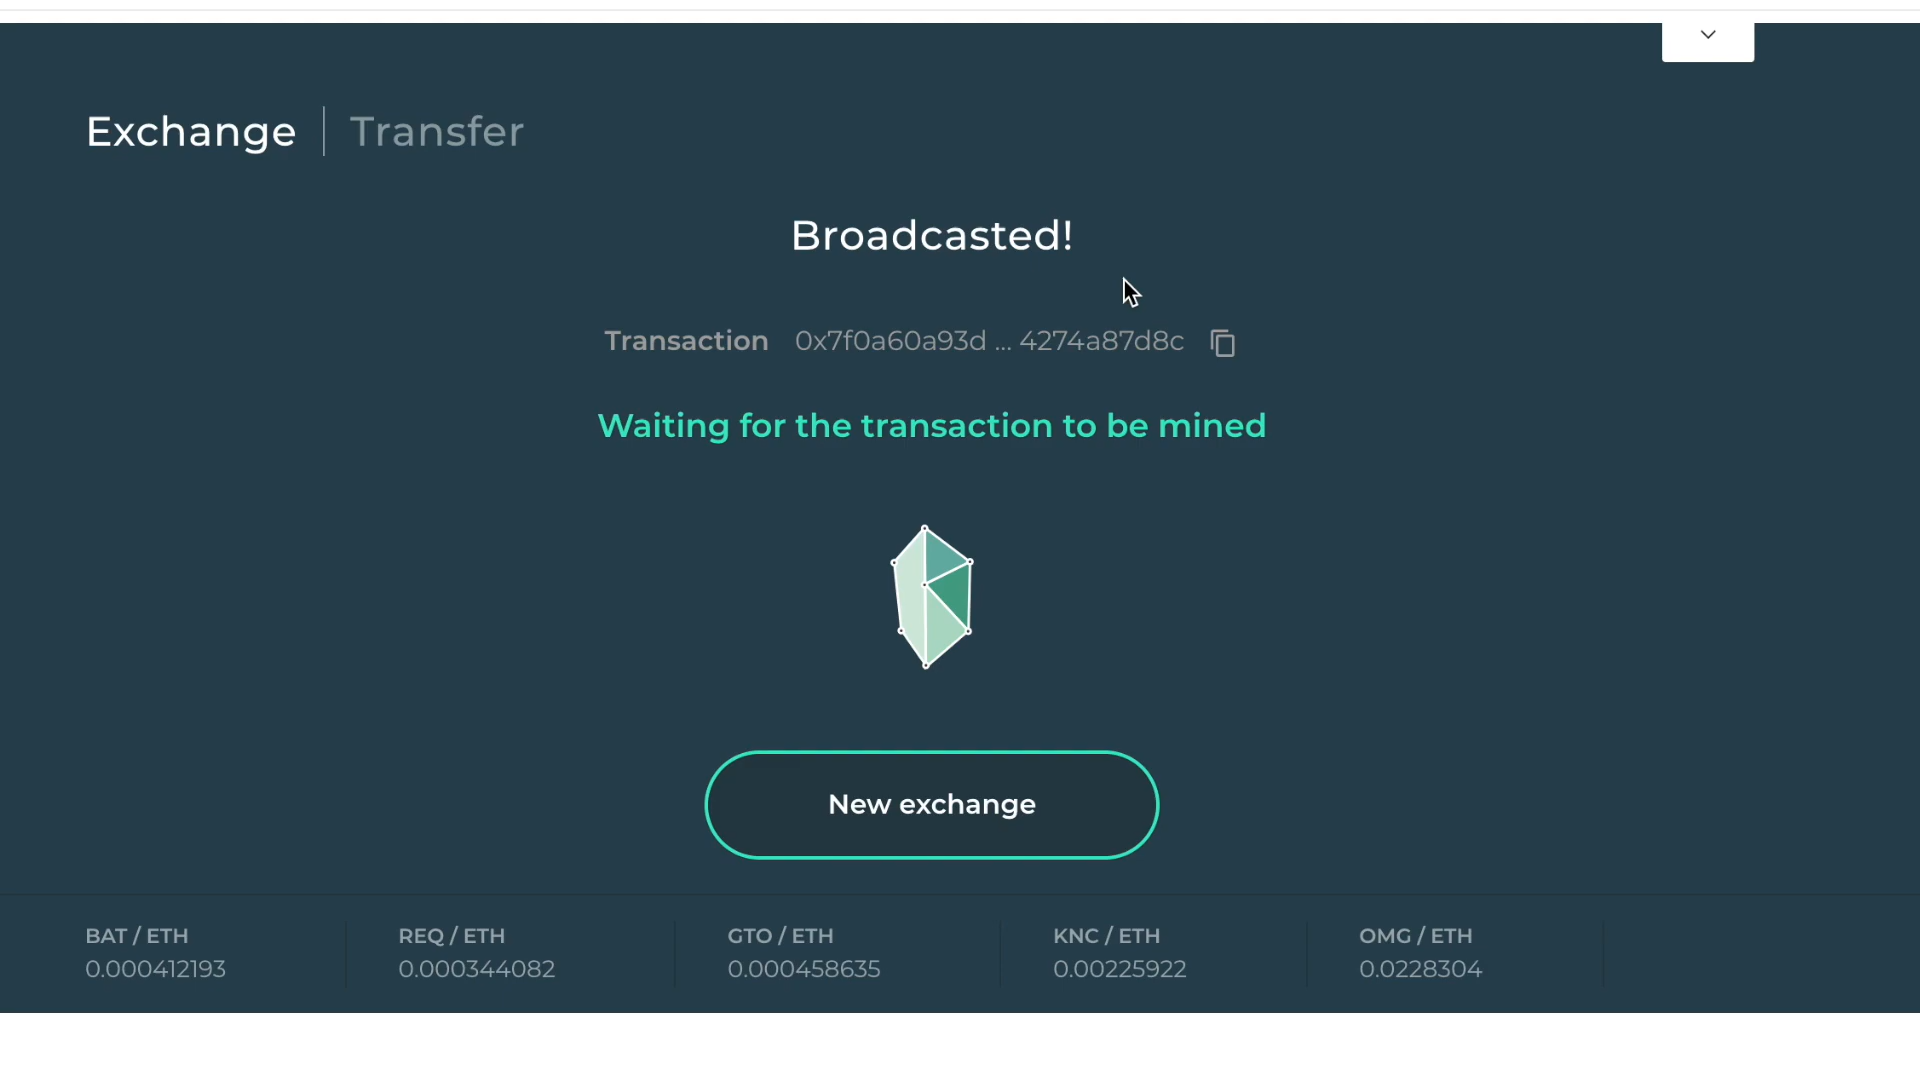 Exchange | Transfer
Broadcasted!
Transaction 0x7f0a60a93d ... 4274a87d8c
Waiting for the transaction to be mined
New exchange
BAT / ETH REQ / ETH GTO / ETH KNC / ETH OMG / ETH
0.000412193 0.000344082 0.000458635 0.00225922 0.0228304